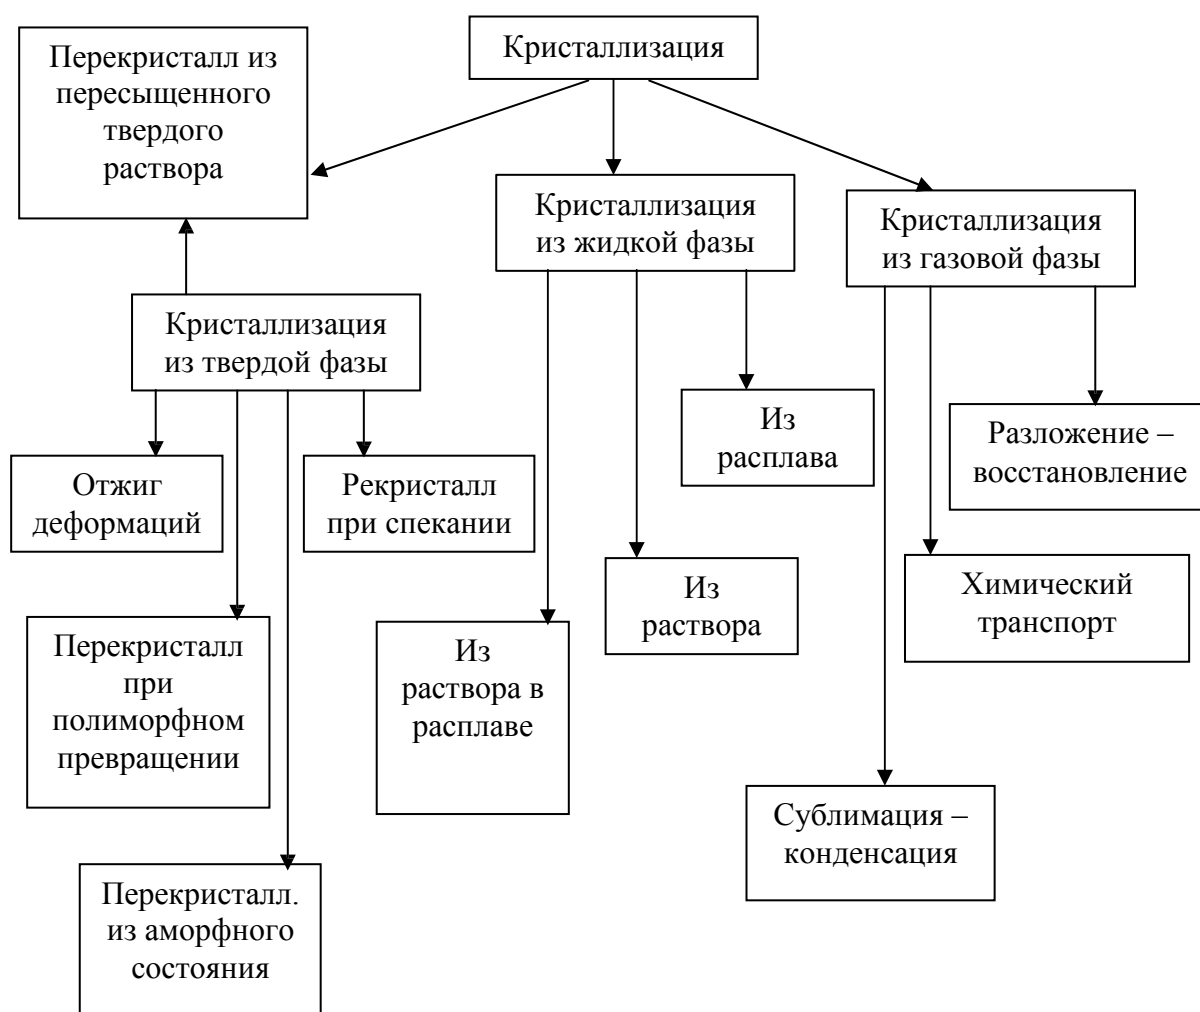 Кристаллизация
Перекристалл из
пересыщенного
твердого
раствора
Кристаллизация
из жидкой фазы
Кристаллизация
из газовой фазы
Кристаллизация
из твердой фазы
Из
расплава
Разложение –
восстановление
Отжиг
деформаций
Рекристалл
при спекании
Из
раствора
Химический
транспорт
Перекристалл
при
полиморфном
превращении
Из
раствора в
расплаве
Сублимация –
конденсация
Перекристалл.
из аморфного
состояния